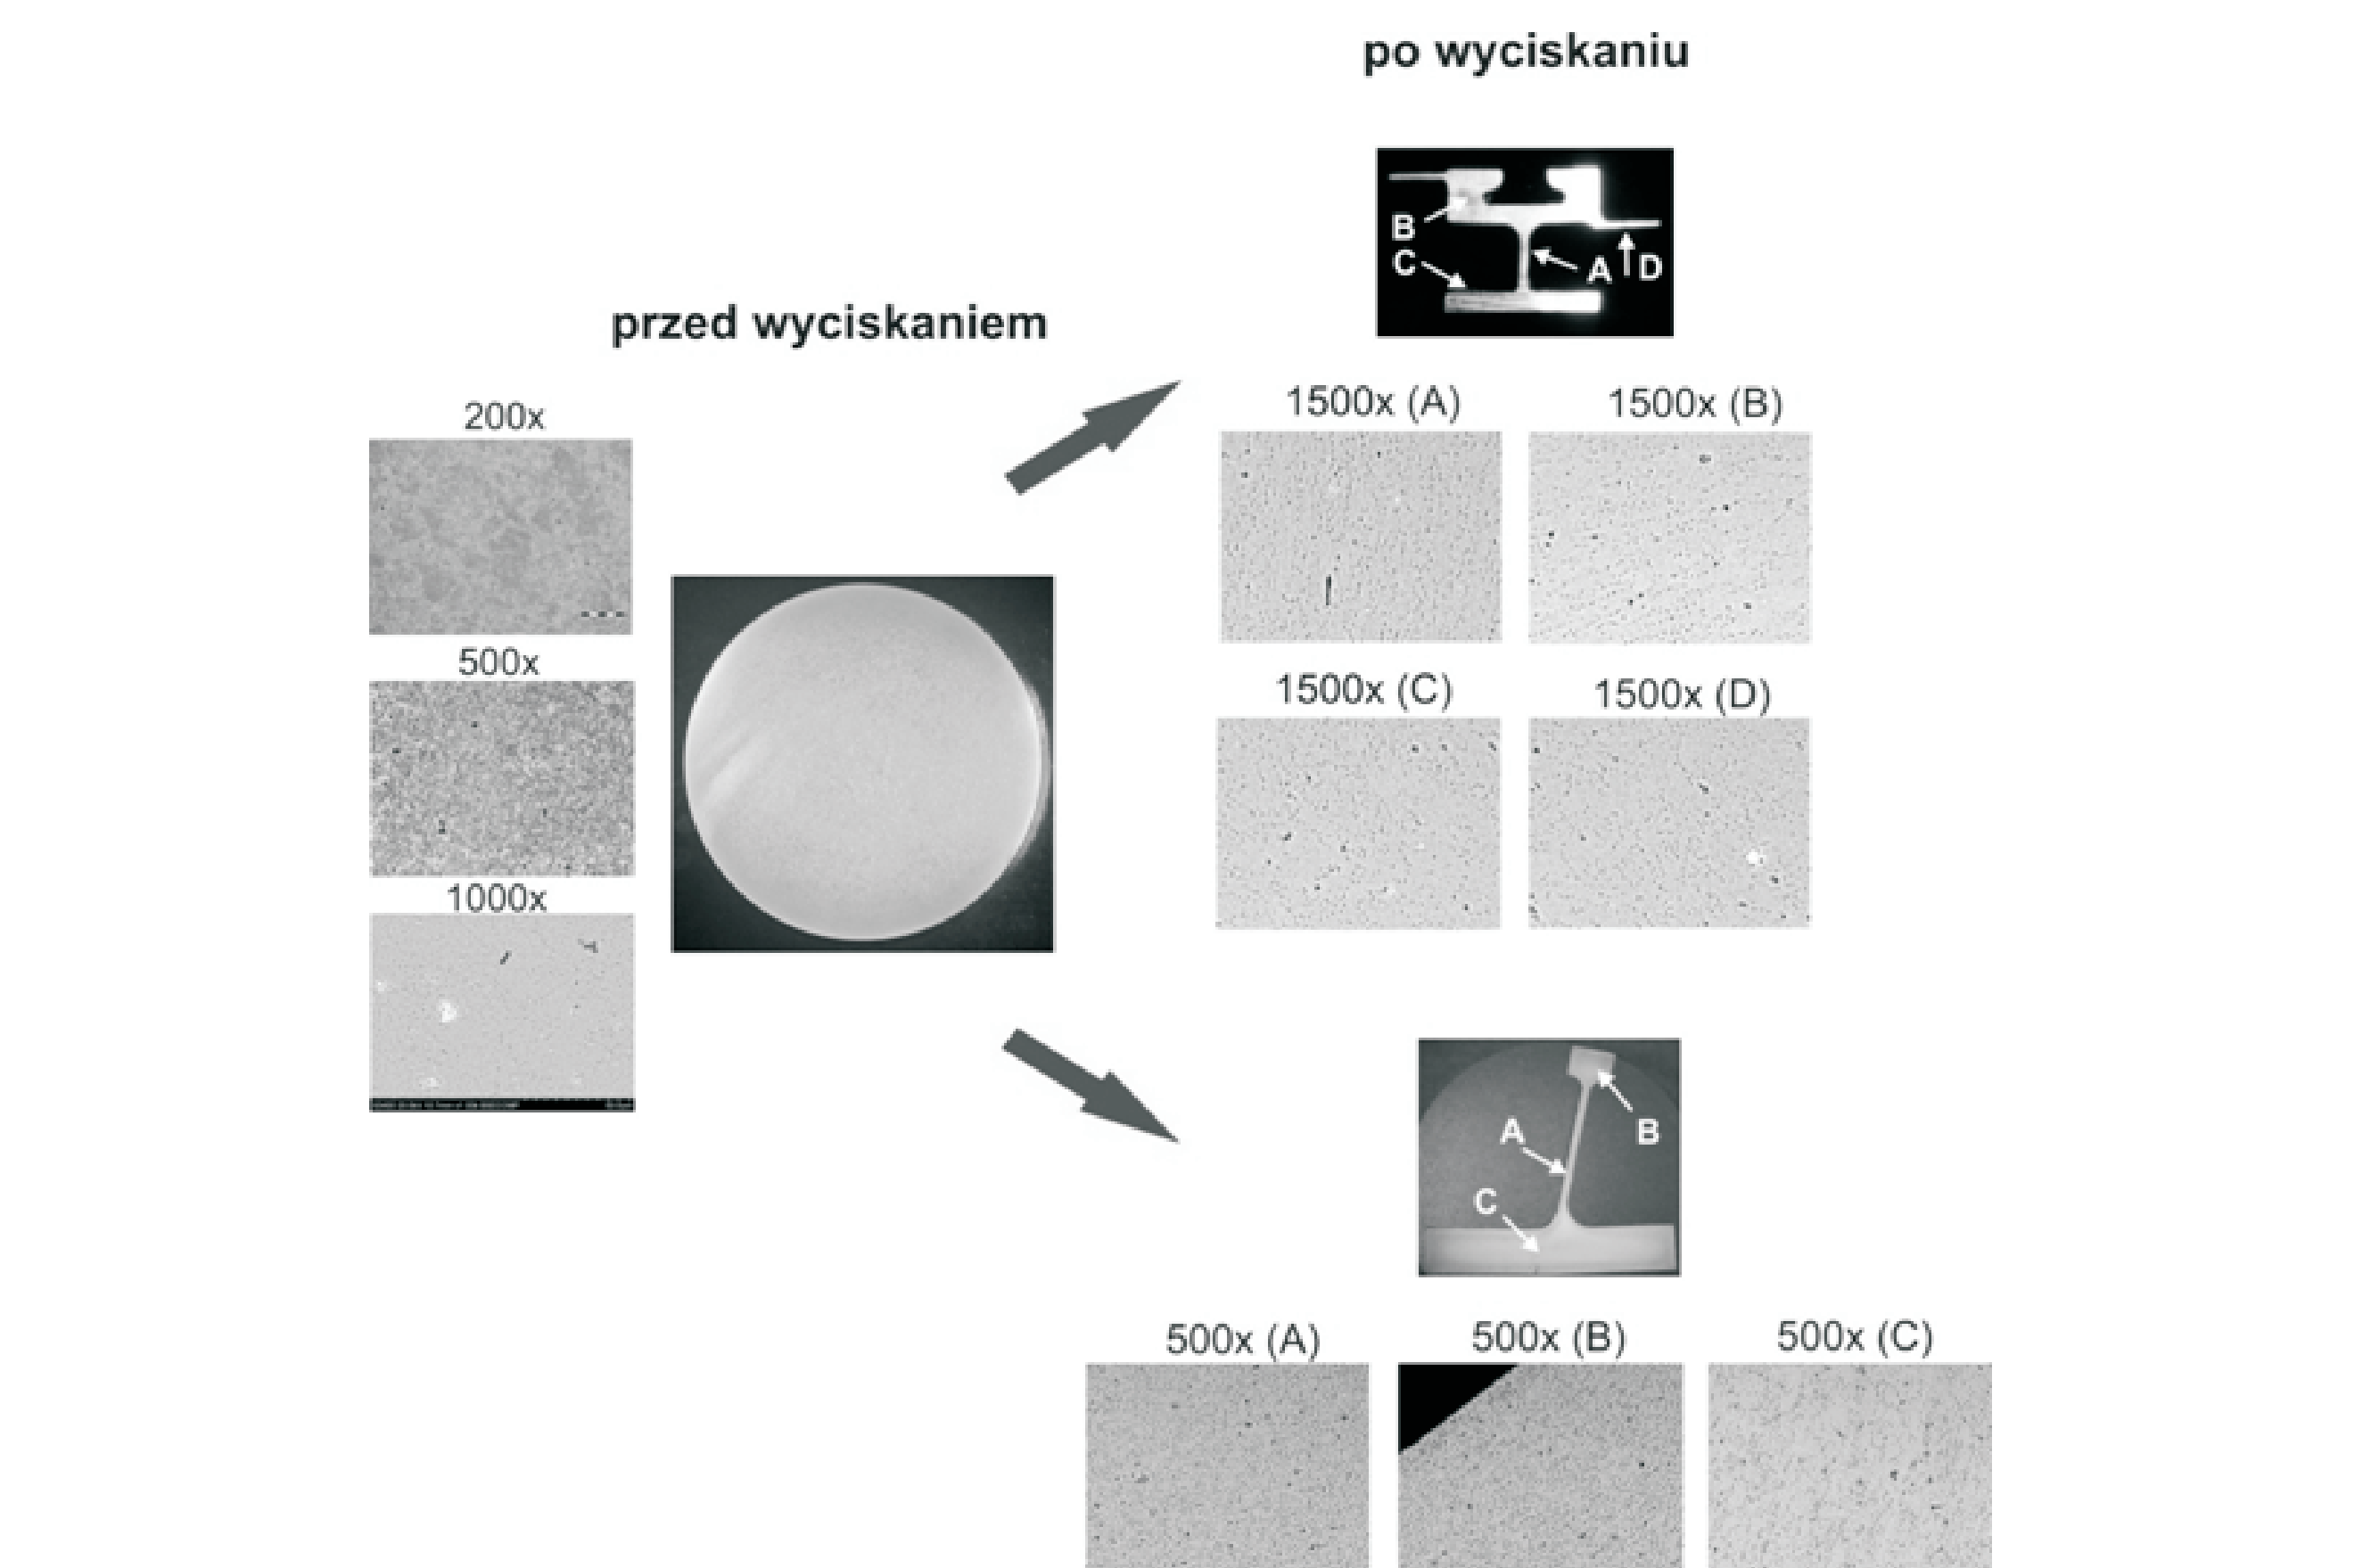 po wyciskaniu
B
C
A
D
przed wyciskaniem
1500x (A)
1500x (B)
200x
500x
1500x (C)
1500x (D)
1000x
A
B
C
500x (A)
500x (B)
500x (C)